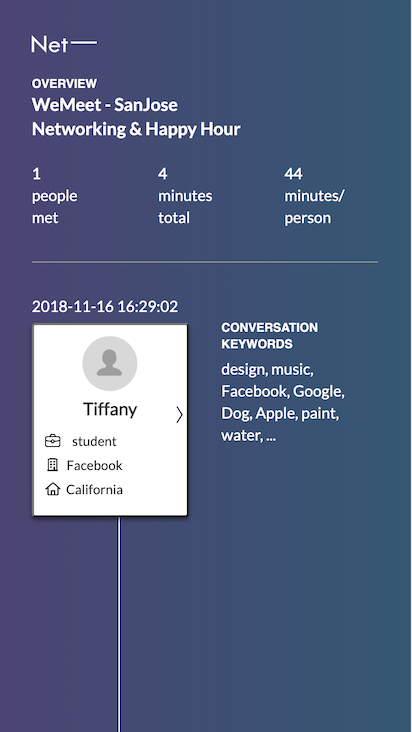 Net—
OVERVIEW
WeMeet - SanJose
Networking & Happy Hour
1
people
met
4
minutes
total
44
minutes/
person
2018-11-16 16:29:02
Tiffany
student
Facebook
California
CONVERSATION
KEYWORDS
design, music,
Facebook, Google,
Dog, Apple, paint,
water, ...